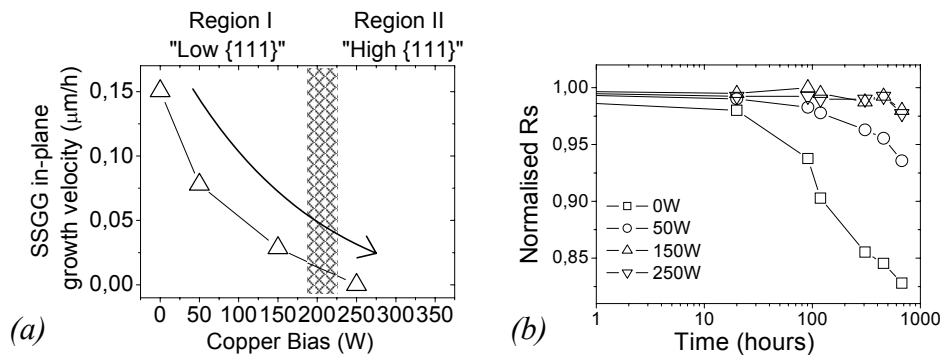 Region I
"Low {111}"
Region II
"High {111}"
SSGG in-plane
growth velocity (μm/h)
0,15
0,10
0,05
0,00
0 50 100 150 200 250 300 350
Copper Bias (W)
(a)
Normalised Rs
1,00
0,95
0,90
0,85
0W
50W
150W
250W
1 10 100 1000
Time (hours)
(b)